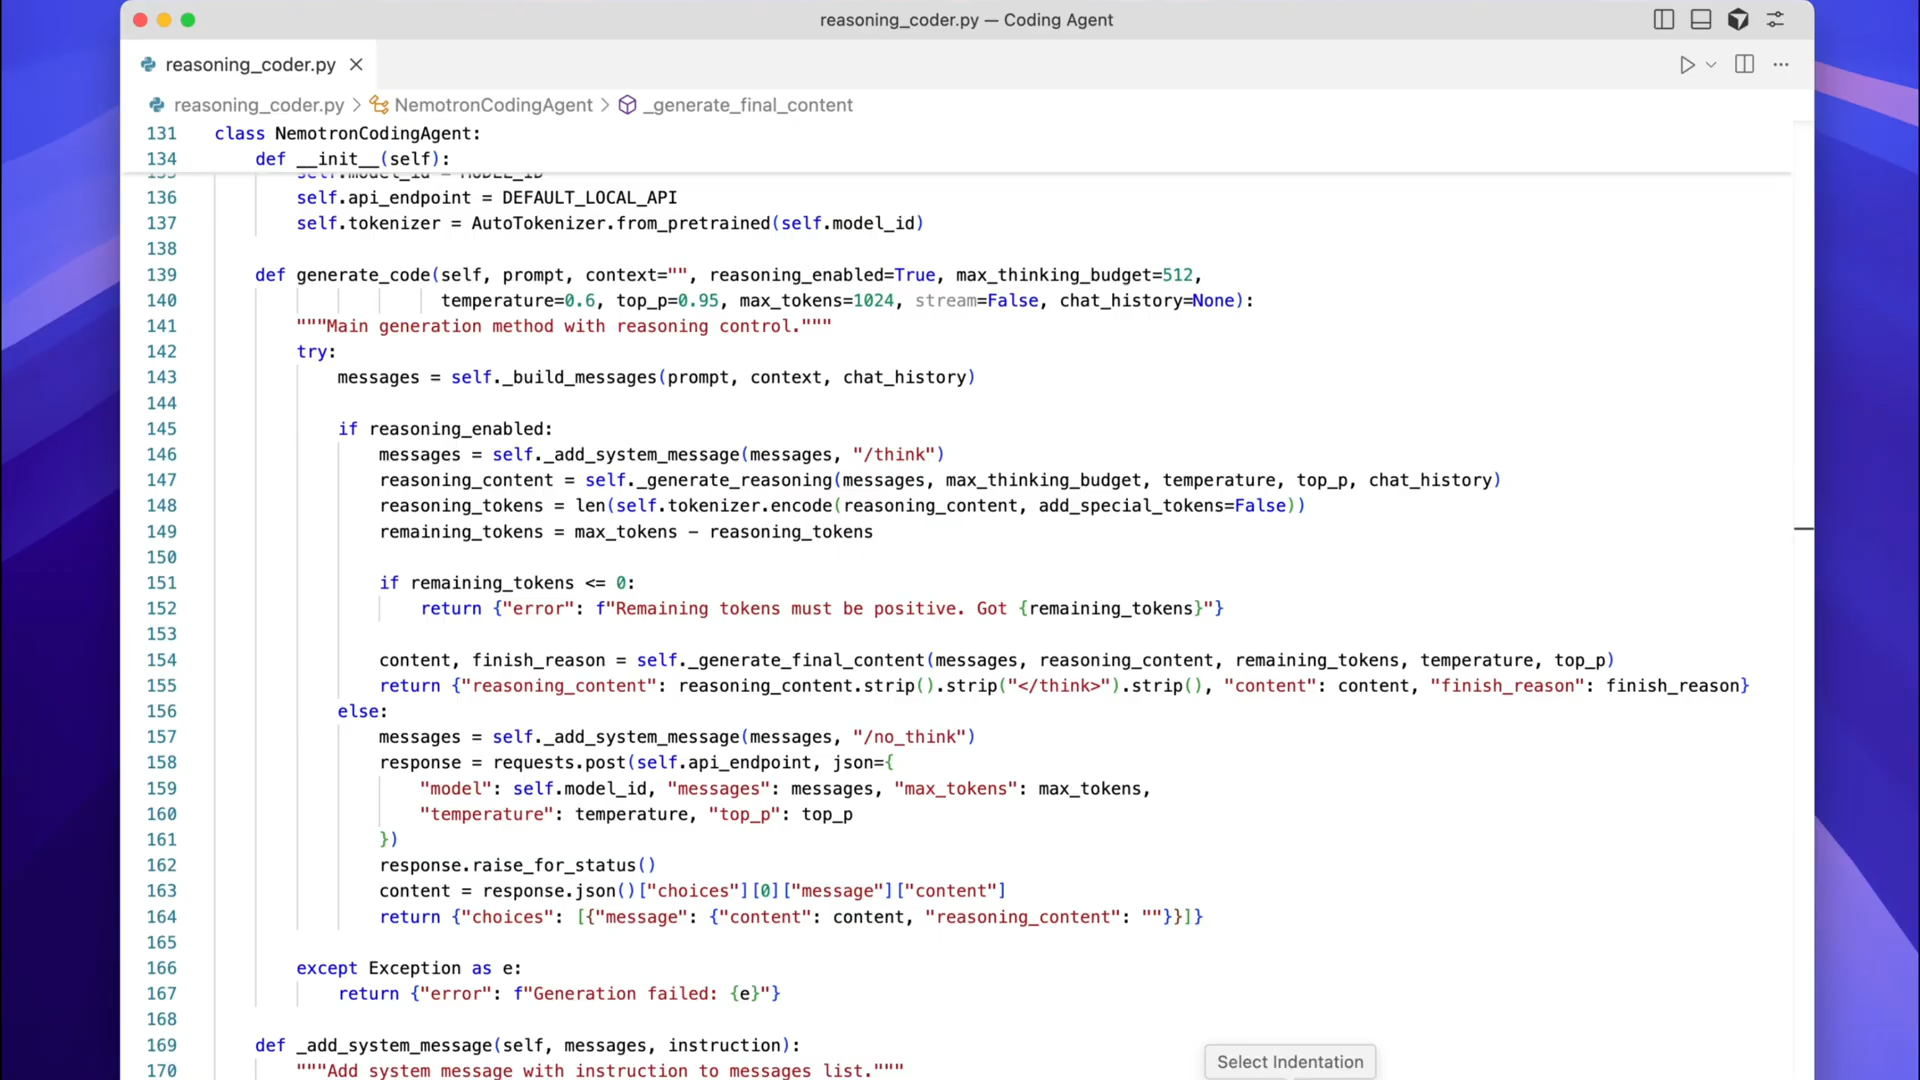 reasoning_coder.py — Coding Agent
reasoning_coder.py
reasoning_coder.py > NemotronCodingAgent > _generate_final_content
131 class NemotronCodingAgent:
134 def __init__(self):
135 self.model_id = MODEL_ID
136 self.api_endpoint = DEFAULT_LOCAL_API
137 self.tokenizer = AutoTokenizer.from_pretrained(self.model_id)
138
139 def generate_code(self, prompt, context="", reasoning_enabled=True, max_thinking_budget=512,
140 temperature=0.6, top_p=0.95, max_tokens=1024, stream=False, chat_history=None):
141 """Main generation method with reasoning control."""
142 try:
143 messages = self._build_messages(prompt, context, chat_history)
144
145 if reasoning_enabled:
146 messages = self._add_system_message(messages, "/think")
147 reasoning_content = self._generate_reasoning(messages, max_thinking_budget, temperature, top_p, chat_history)
148 reasoning_tokens = len(self.tokenizer.encode(reasoning_content, add_special_tokens=False))
149 remaining_tokens = max_tokens - reasoning_tokens
150
151 if remaining_tokens <= 0:
152 return {"error": f"Remaining tokens must be positive. Got {remaining_tokens}"}
153
154 content, finish_reason = self._generate_final_content(messages, reasoning_content, remaining_tokens, temperature, top_p)
155 return {"reasoning_content": reasoning_content.strip().strip("</think>").strip(), "content": content, "finish_reason": finish_reason}
156 else:
157 messages = self._add_system_message(messages, "/no_think")
158 response = requests.post(self.api_endpoint, json={
159 "model": self.model_id, "messages": messages, "max_tokens": max_tokens,
160 "temperature": temperature, "top_p": top_p
161 })
162 response.raise_for_status()
163 content = response.json()["choices"][0]["message"]["content"]
164 return {"choices": [{"message": {"content": content, "reasoning_content": ""}}]}
165
166 except Exception as e:
167 return {"error": f"Generation failed: {e}"}
168
169 def _add_system_message(self, messages, instruction):
170 """Add system message with instruction to messages list."""
Select Indentation